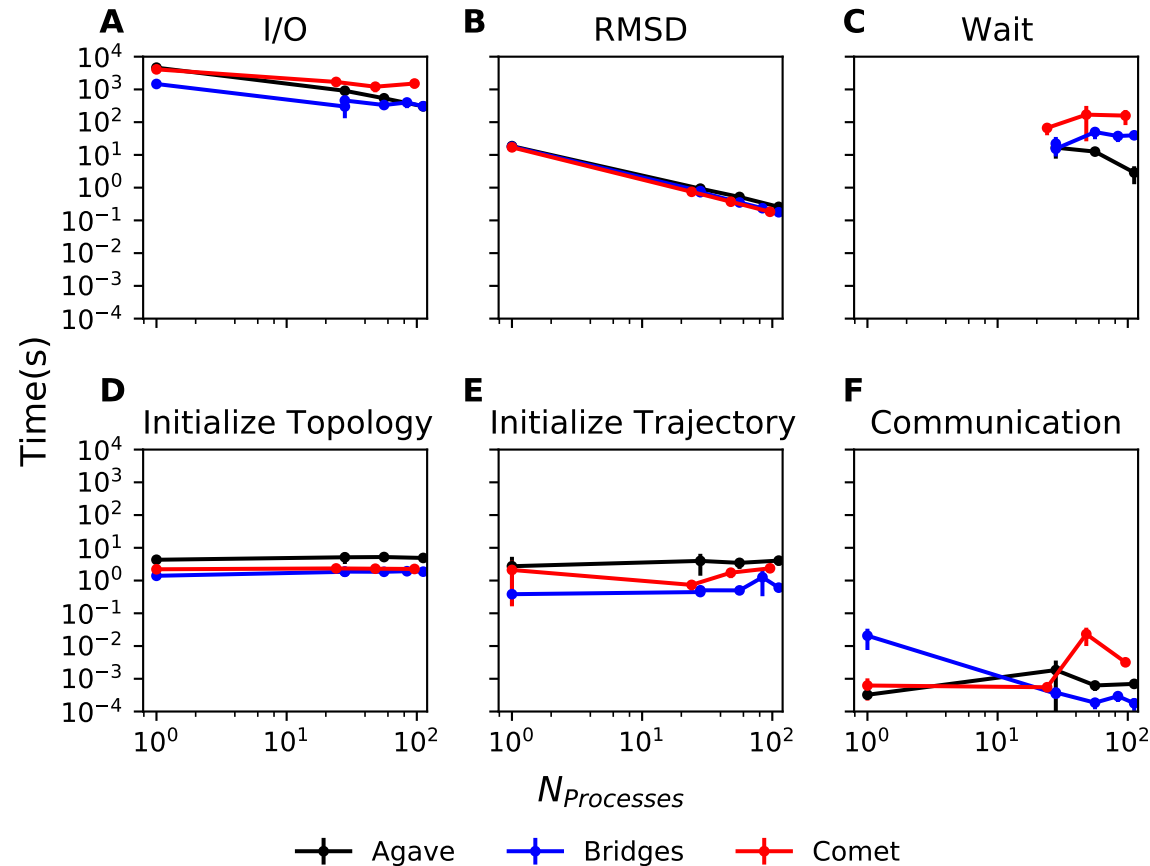 A I/O
B RMSD
C Wait
10^4
10^3
10^2
10^1
10^0
10^−1
10^−2
10^−3
10^−4
Time(s)
D Initialize Topology
E Initialize Trajectory
F Communication
10^4
10^3
10^2
10^1
10^0
10^−1
10^−2
10^−3
10^−4
10^0 10^1 10^2
10^0 10^1 10^2
10^0 10^1 10^2
N_Processes
Agave Bridges Comet